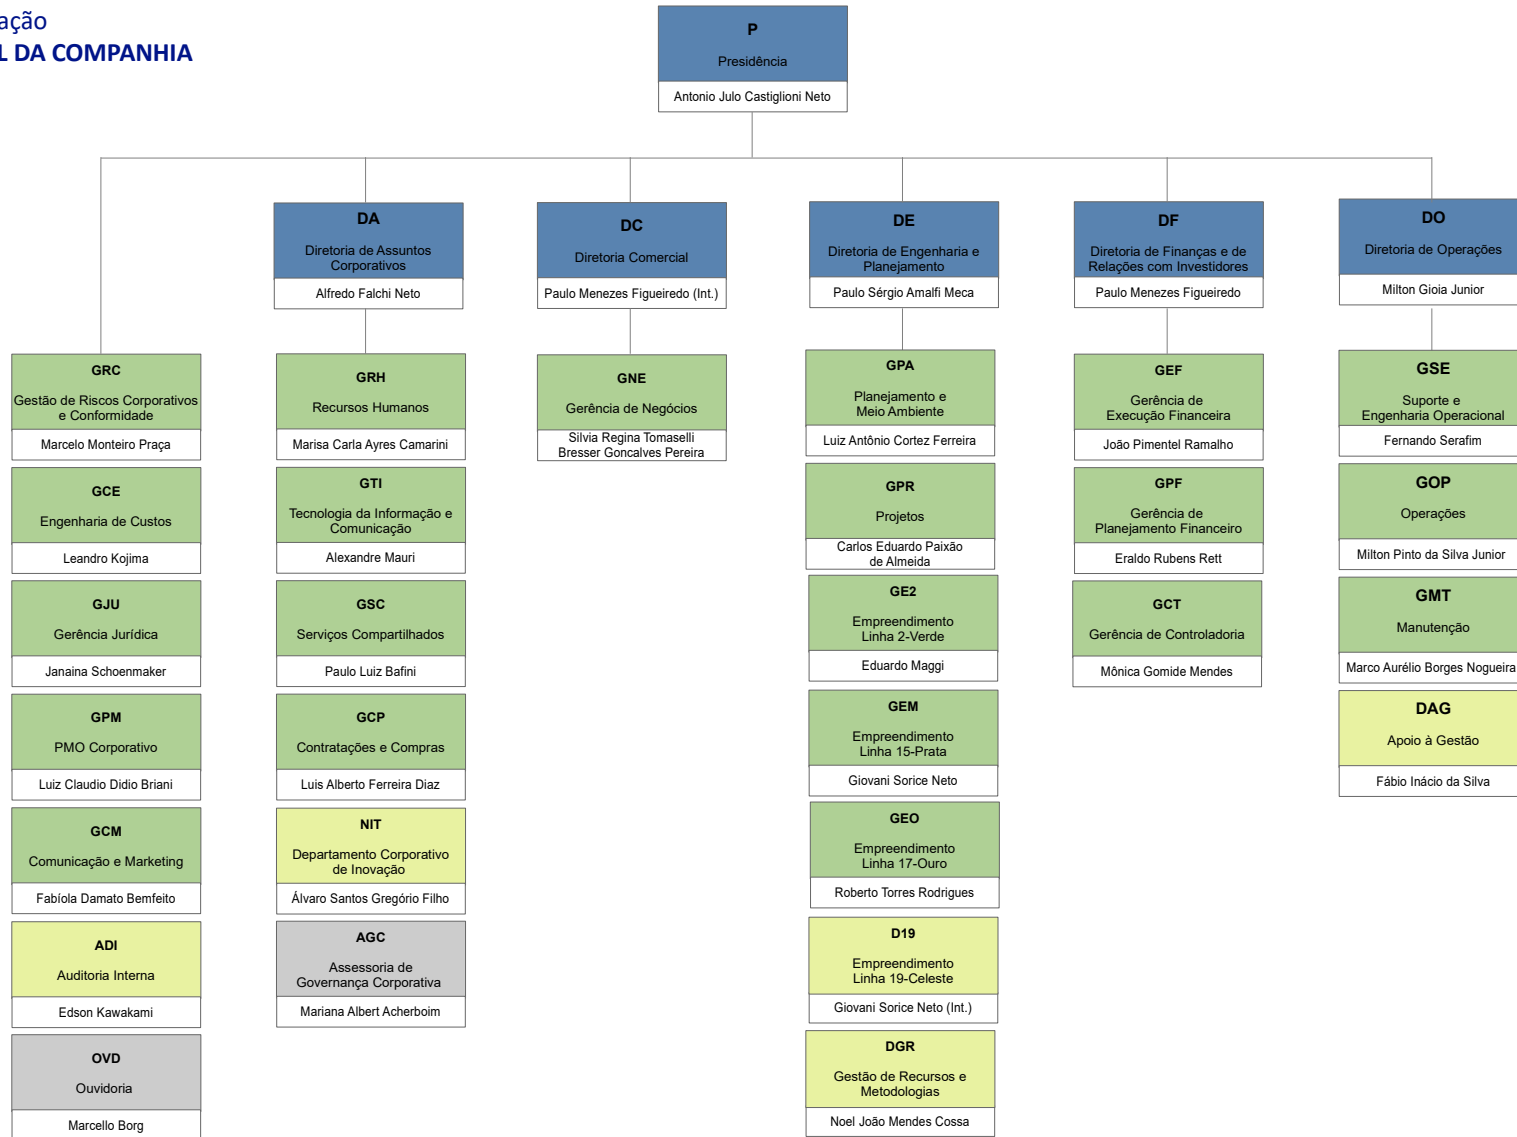 ação
L DA COMPANHIA
P
Presidência
Antonio Julo Castiglioni Neto
DA
Diretoria de Assuntos
Corporativos
Alfredo Falchi Neto
DC
Diretoria Comercial
Paulo Menezes Figueiredo (Int.)
DE
Diretoria de Engenharia e
Planejamento
Paulo Sérgio Amalfi Meca
DF
Diretoria de Finanças e de
Relações com Investidores
Paulo Menezes Figueiredo
DO
Diretoria de Operações
Milton Gioia Junior
GRC
Gestão de Riscos Corporativos
e Conformidade
Marcelo Monteiro Praça
GCE
Engenharia de Custos
Leandro Kojima
GJU
Gerência Jurídica
Janaina Schoenmaker
GPM
PMO Corporativo
Luiz Claudio Didio Briani
GCM
Comunicação e Marketing
Fabíola Damato Bemfeito
ADI
Auditoria Interna
Edson Kawakami
OVD
Ouvidoria
Marcello Borg
GRH
Recursos Humanos
Marisa Carla Ayres Camarini
GTI
Tecnologia da Informação e
Comunicação
Alexandre Mauri
GSC
Serviços Compartilhados
Paulo Luiz Bafini
GCP
Contratações e Compras
Luis Alberto Ferreira Diaz
NIT
Departamento Corporativo
de Inovação
Álvaro Santos Gregório Filho
AGC
Assessoria de
Governança Corporativa
Mariana Albert Acherboim
GNE
Gerência de Negócios
Silvia Regina Tomaselli
Bresser Goncalves Pereira
GPA
Planejamento e
Meio Ambiente
Luiz Antônio Cortez Ferreira
GPR
Projetos
Carlos Eduardo Paixão
de Almeida
GE2
Empreendimento
Linha 2-Verde
Eduardo Maggi
GEM
Empreendimento
Linha 15-Prata
Giovani Sorice Neto
GEO
Empreendimento
Linha 17-Ouro
Roberto Torres Rodrigues
D19
Empreendimento
Linha 19-Celeste
Giovani Sorice Neto (Int.)
DGR
Gestão de Recursos e
Metodologias
Noel João Mendes Cossa
GEF
Gerência de
Execução Financeira
João Pimentel Ramalho
GPF
Gerência de
Planejamento Financeiro
Eraldo Rubens Rett
GCT
Gerência de Controladoria
Mônica Gomide Mendes
GSE
Suporte e
Engenharia Operacional
Fernando Serafim
GOP
Operações
Milton Pinto da Silva Junior
GMT
Manutenção
Marco Aurélio Borges Nogueira
DAG
Apoio à Gestão
Fábio Inácio da Silva